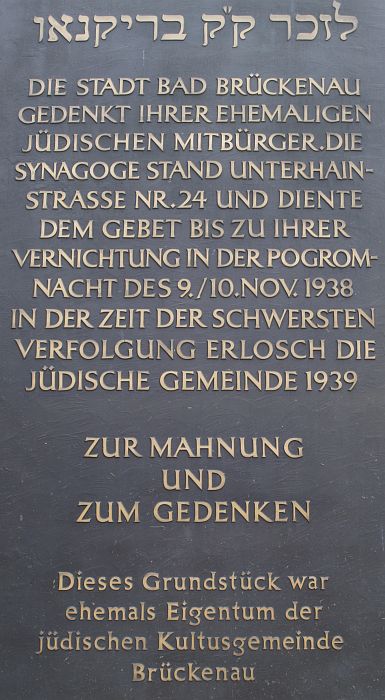 לזכר ק״ק בריקנאו
DIE STADT BAD BRÜCKENAU
GEDENKT IHRER EHEMALIGEN
JÜDISCHEN MITBÜRGER.DIE
SYNAGOGE STAND UNTERHAIN-
STRASSE NR.24 UND DIENTE
DEM GEBET BIS ZU IHRER
VERNICHTUNG IN DER POGROM-
NACHT DES 9./10.NOV. 1938
IN DER ZEIT DER SCHWERSTEN
VERFOLGUNG ERLOSCH DIE
JÜDISCHE GEMEINDE 1939
ZUR MAHNUNG
UND
ZUM GEDENKEN
Dieses Grundstück war
ehemals Eigentum der
jüdischen Kultusgemeinde
Brückenau